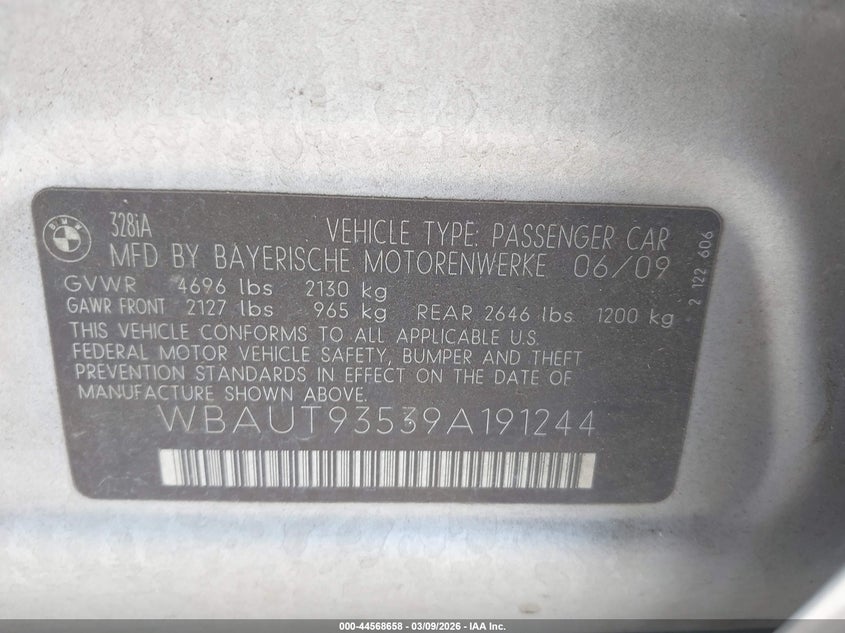 BMW
328iA
VEHICLE TYPE: PASSENGER CAR
MFD BY BAYERISCHE MOTORENWERKE 06/09
GVWR 4696 lbs 2130 kg
GAWR FRONT 2127 lbs 965 kg REAR 2646 lbs 1200 kg
THIS VEHICLE CONFORMS TO ALL APPLICABLE U.S.
FEDERAL MOTOR VEHICLE SAFETY, BUMPER AND THEFT
PREVENTION STANDARDS IN EFFECT ON THE DATE OF
MANUFACTURE SHOWN ABOVE.
WBAUT93539A191244
2 122 606
000-44568658 - 03/09/2026 - IAA Inc.